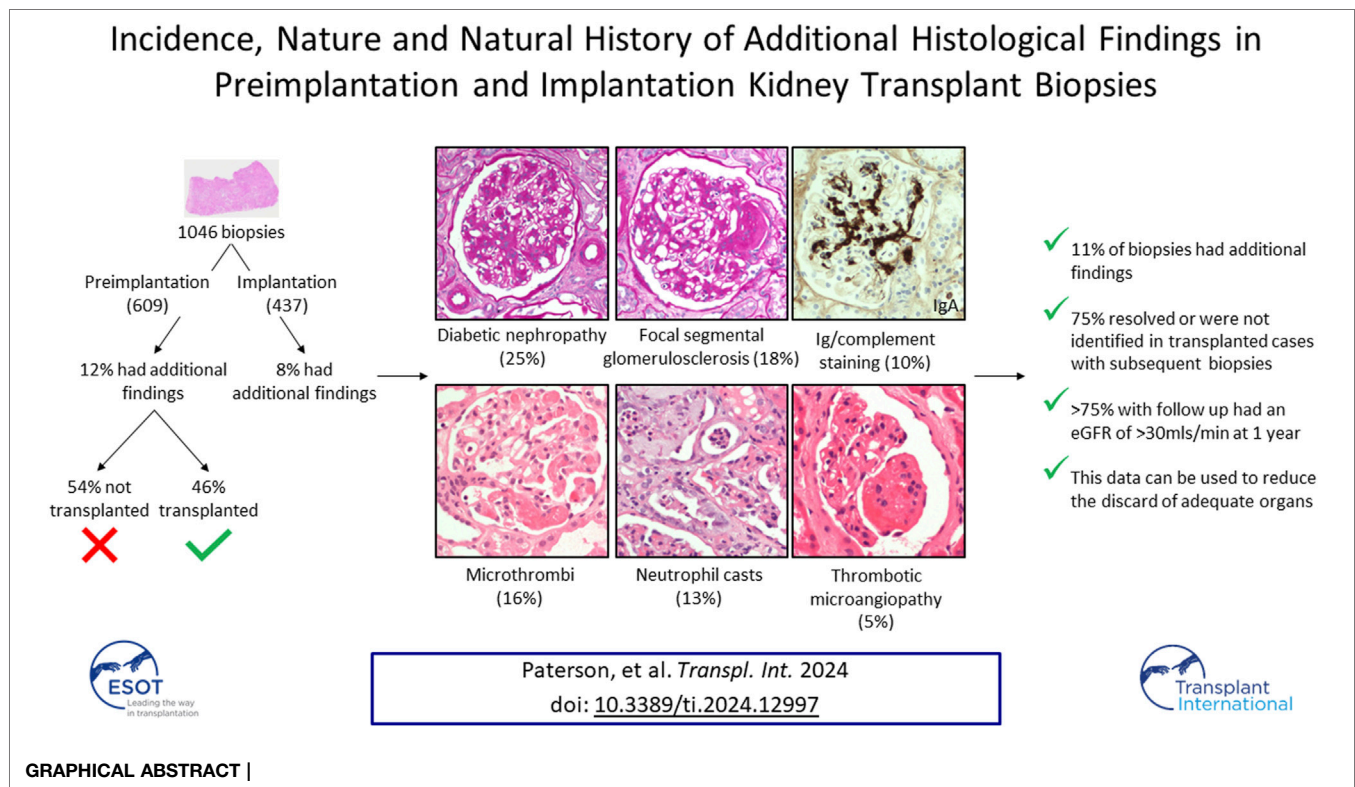 Incidence, Nature and Natural History of Additional Histological Findings in
Preimplantation and Implantation Kidney Transplant Biopsies
1046 biopsies
Preimplantation
(609)
Implantation
(437)
12% had additional
findings
8% had
additional findings
54% not
transplanted
46%
transplanted
Diabetic nephropathy
(25%)
Focal segmental
glomerulosclerosis (18%)
IgA
Ig/complement
staining (10%)
Microthrombi
(16%)
Neutrophil casts
(13%)
Thrombotic
microangiopathy
(5%)
11% of biopsies had additional
findings
75% resolved or were not
identified in transplanted cases
with subsequent biopsies
>75% with follow up had an
eGFR of >30mls/min at 1 year
This data can be used to reduce
the discard of adequate organs
ESOT
Leading the way
in transplantation
Paterson, et al. Transpl. Int. 2024
doi: 10.3389/ti.2024.12997
Transplant
International
GRAPHICAL ABSTRACT |